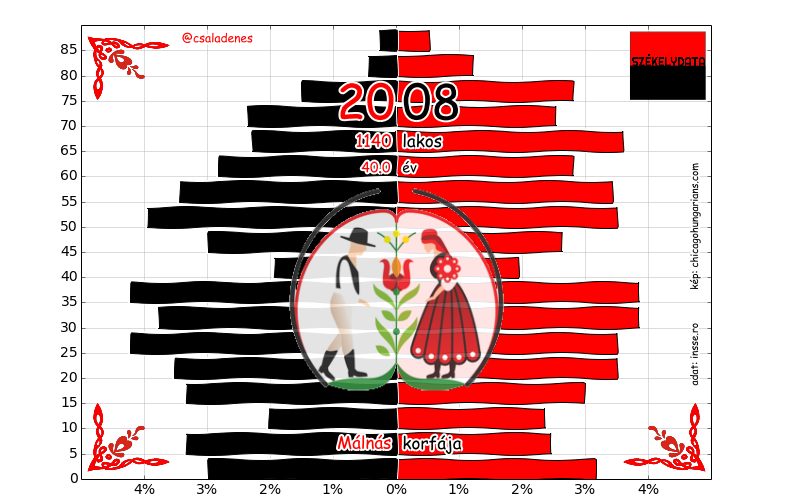 @csaladenes
SZÉKELYDATA
2008
1140 lakos
40.0 év
kép: chicagohungarians.com
adat: insse.ro
Málnás korfája
85
80
75
70
65
60
55
50
45
40
35
30
25
20
15
10
5
0
4% 3% 2% 1% 0% 1% 2% 3% 4%